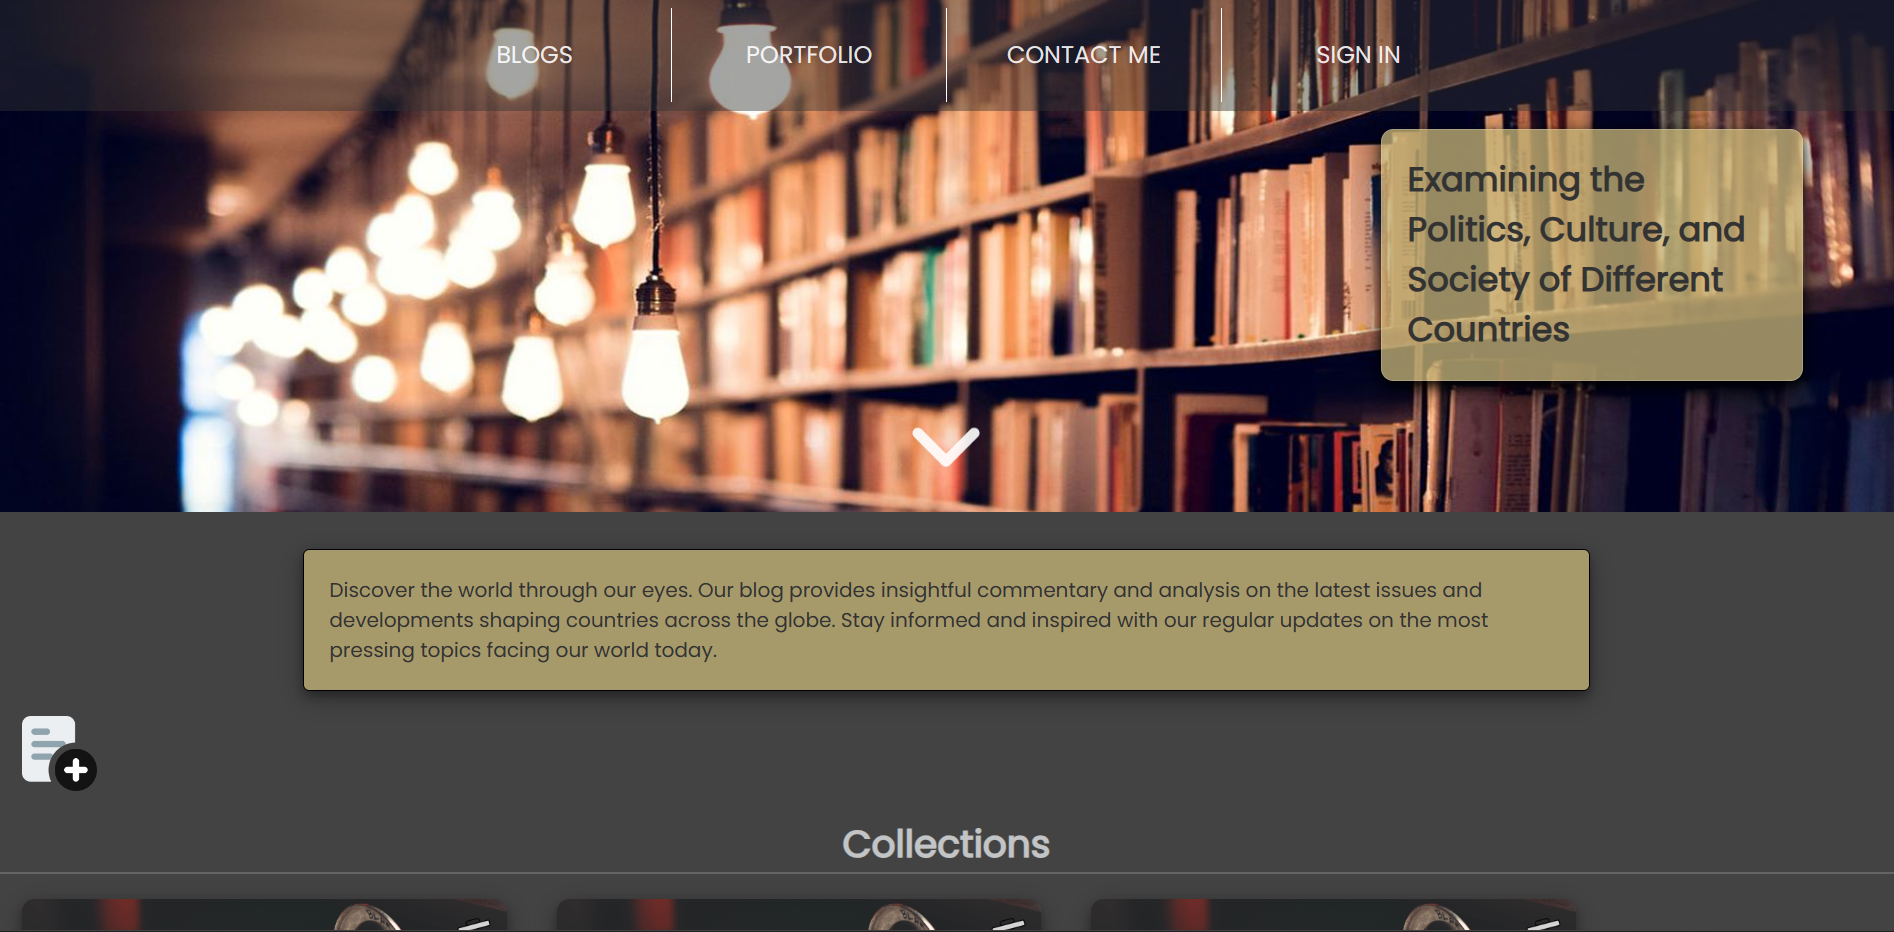 BLOGS
PORTFOLIO
CONTACT ME
SIGN IN
Examining the
Politics, Culture, and
Society of Different
Countries
Discover the world through our eyes. Our blog provides insightful commentary and analysis on the latest issues and
developments shaping countries across the globe. Stay informed and inspired with our regular updates on the most
pressing topics facing our world today.
Collections